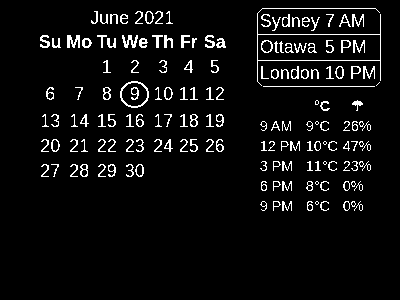 June 2021
Su Mo Tu We Th Fr Sa
1 2 3 4 5
6 7 8 9 10 11 12
13 14 15 16 17 18 19
20 21 22 23 24 25 26
27 28 29 30
Sydney 7 AM
Ottawa 5 PM
London 10 PM
°C ☂
9 AM 9°C 26%
12 PM 10°C 47%
3 PM 11°C 23%
6 PM 8°C 0%
9 PM 6°C 0%